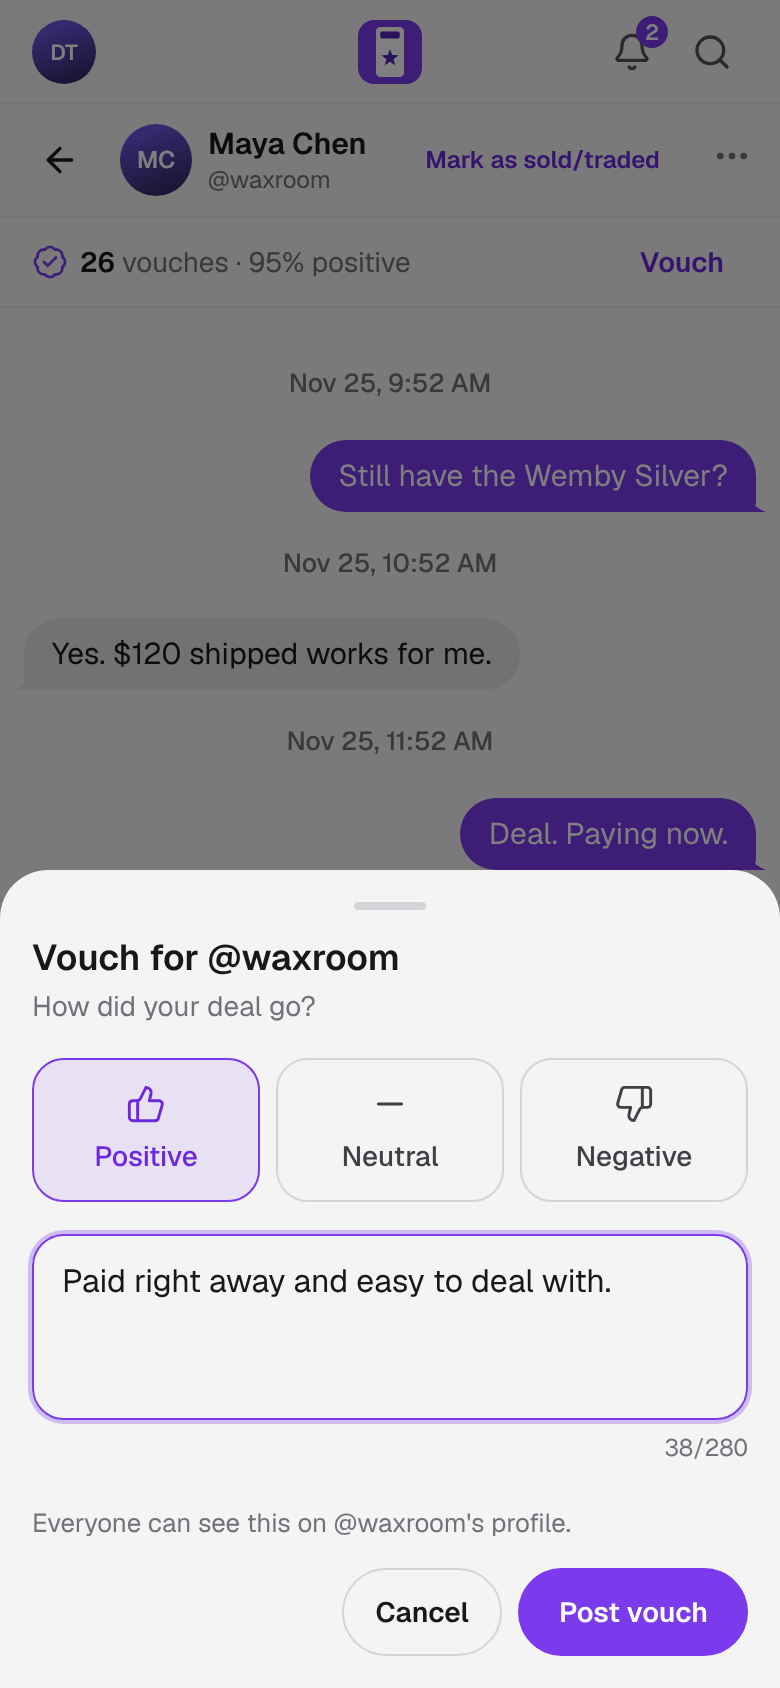 DT
2
MC
Maya Chen
@waxroom
Mark as sold/traded
26 vouches · 95% positive
Vouch
Nov 25, 9:52 AM
Still have the Wemby Silver?
Nov 25, 10:52 AM
Yes. $120 shipped works for me.
Nov 25, 11:52 AM
Deal. Paying now.
Vouch for @waxroom
How did your deal go?
Positive
Neutral
Negative
Paid right away and easy to deal with.
38/280
Everyone can see this on @waxroom's profile.
Cancel
Post vouch